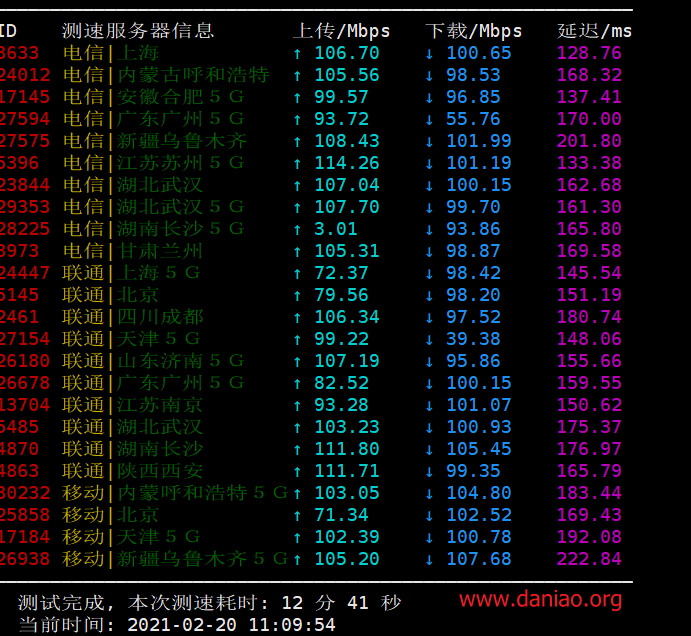 ID 测速服务器信息 上传/Mbps 下载/Mbps 延迟/ms
3633 电信|上海 ↑ 106.70 ↓ 100.65 128.76
24012 电信|内蒙古呼和浩特 ↑ 105.56 ↓ 98.53 168.32
17145 电信|安徽合肥5G ↑ 99.57 ↓ 96.85 137.41
27594 电信|广东广州5G ↑ 93.72 ↓ 55.76 170.00
27575 电信|新疆乌鲁木齐 ↑ 108.43 ↓ 101.99 201.80
5396 电信|江苏苏州5G ↑ 114.26 ↓ 101.19 133.38
23844 电信|湖北武汉 ↑ 107.04 ↓ 100.15 162.68
29353 电信|湖北武汉5G ↑ 107.70 ↓ 99.70 161.30
28225 电信|湖南长沙5G ↑ 3.01 ↓ 93.86 165.80
3973 电信|甘肃兰州 ↑ 105.31 ↓ 98.87 169.58
24447 联通|上海5G ↑ 72.37 ↓ 98.42 145.54
5145 联通|北京 ↑ 79.56 ↓ 98.20 151.19
2461 联通|四川成都 ↑ 106.34 ↓ 97.52 180.74
27154 联通|天津5G ↑ 99.22 ↓ 39.38 148.06
26180 联通|山东济南5G ↑ 107.19 ↓ 95.86 155.66
26678 联通|广东广州5G ↑ 82.52 ↓ 100.15 159.55
13704 联通|江苏南京 ↑ 93.28 ↓ 101.07 150.62
5485 联通|湖北武汉 ↑ 103.23 ↓ 100.93 175.37
4870 联通|湖南长沙 ↑ 111.80 ↓ 105.45 176.97
4863 联通|陕西西安 ↑ 111.71 ↓ 99.35 165.79
30232 移动|内蒙呼和浩特5G ↑ 103.05 ↓ 104.80 183.44
25858 移动|北京 ↑ 71.34 ↓ 102.52 169.43
17184 移动|天津5G ↑ 102.39 ↓ 100.78 192.08
26938 移动|新疆乌鲁木齐5G ↑ 105.20 ↓ 107.68 222.84
测试完成, 本次测速耗时: 12 分 41 秒 www.daniao.org
当前时间: 2021-02-20 11:09:54